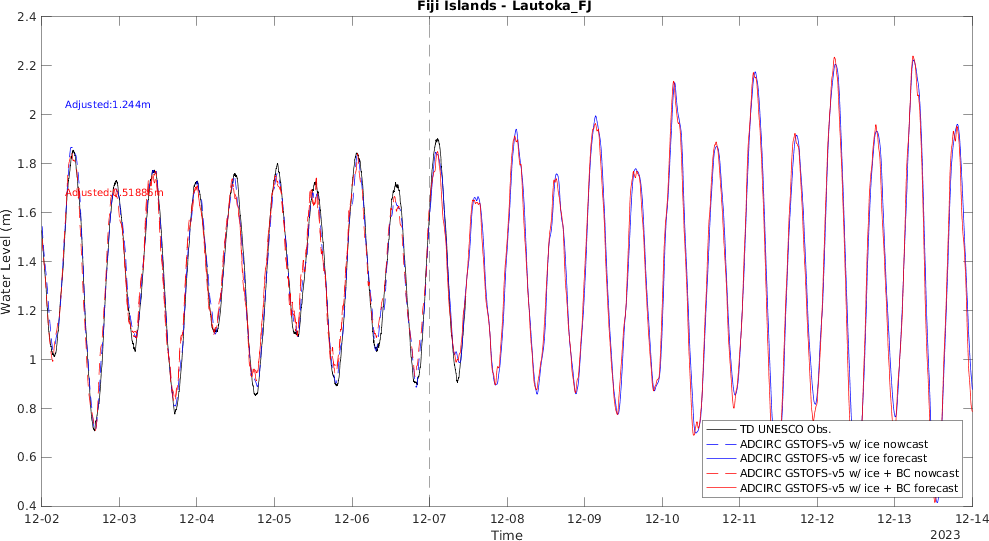 Fiji Islands - Lautoka_FJ
2.4
2.2
2
1.8
1.6
1.4
1.2
1
0.8
0.6
0.4
Water Level (m)
Adjusted:1.244m
TD UNESCO Obs.
ADCIRC GSTOFS-v5 w/ ice nowcast
ADCIRC GSTOFS-v5 w/ ice forecast
ADCIRC GSTOFS-v5 w/ ice + BC nowcast
ADCIRC GSTOFS-v5 w/ ice + BC forecast
12-02 12-03 12-04 12-05 12-06 12-07 12-08 12-09 12-10 12-11 12-12 12-13 12-14
Time
2023